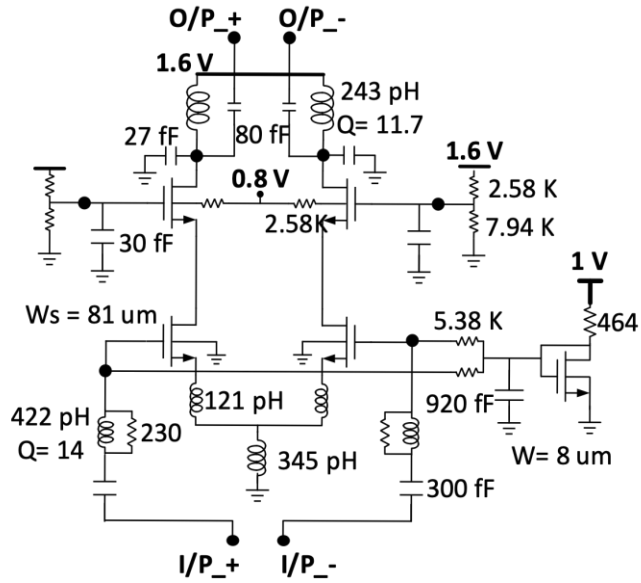 O/P_+ O/P_-
1.6 V
243 pH
Q= 11.7
27 fF
80 fF
1.6 V
0.8 V
2.58 K
2.58K
7.94 K
30 fF
1 V
Ws = 81 um
5.38 K
464
422 pH
Q= 14
230
121 pH
920 fF
345 pH
W= 8 um
300 fF
I/P_+ I/P_-